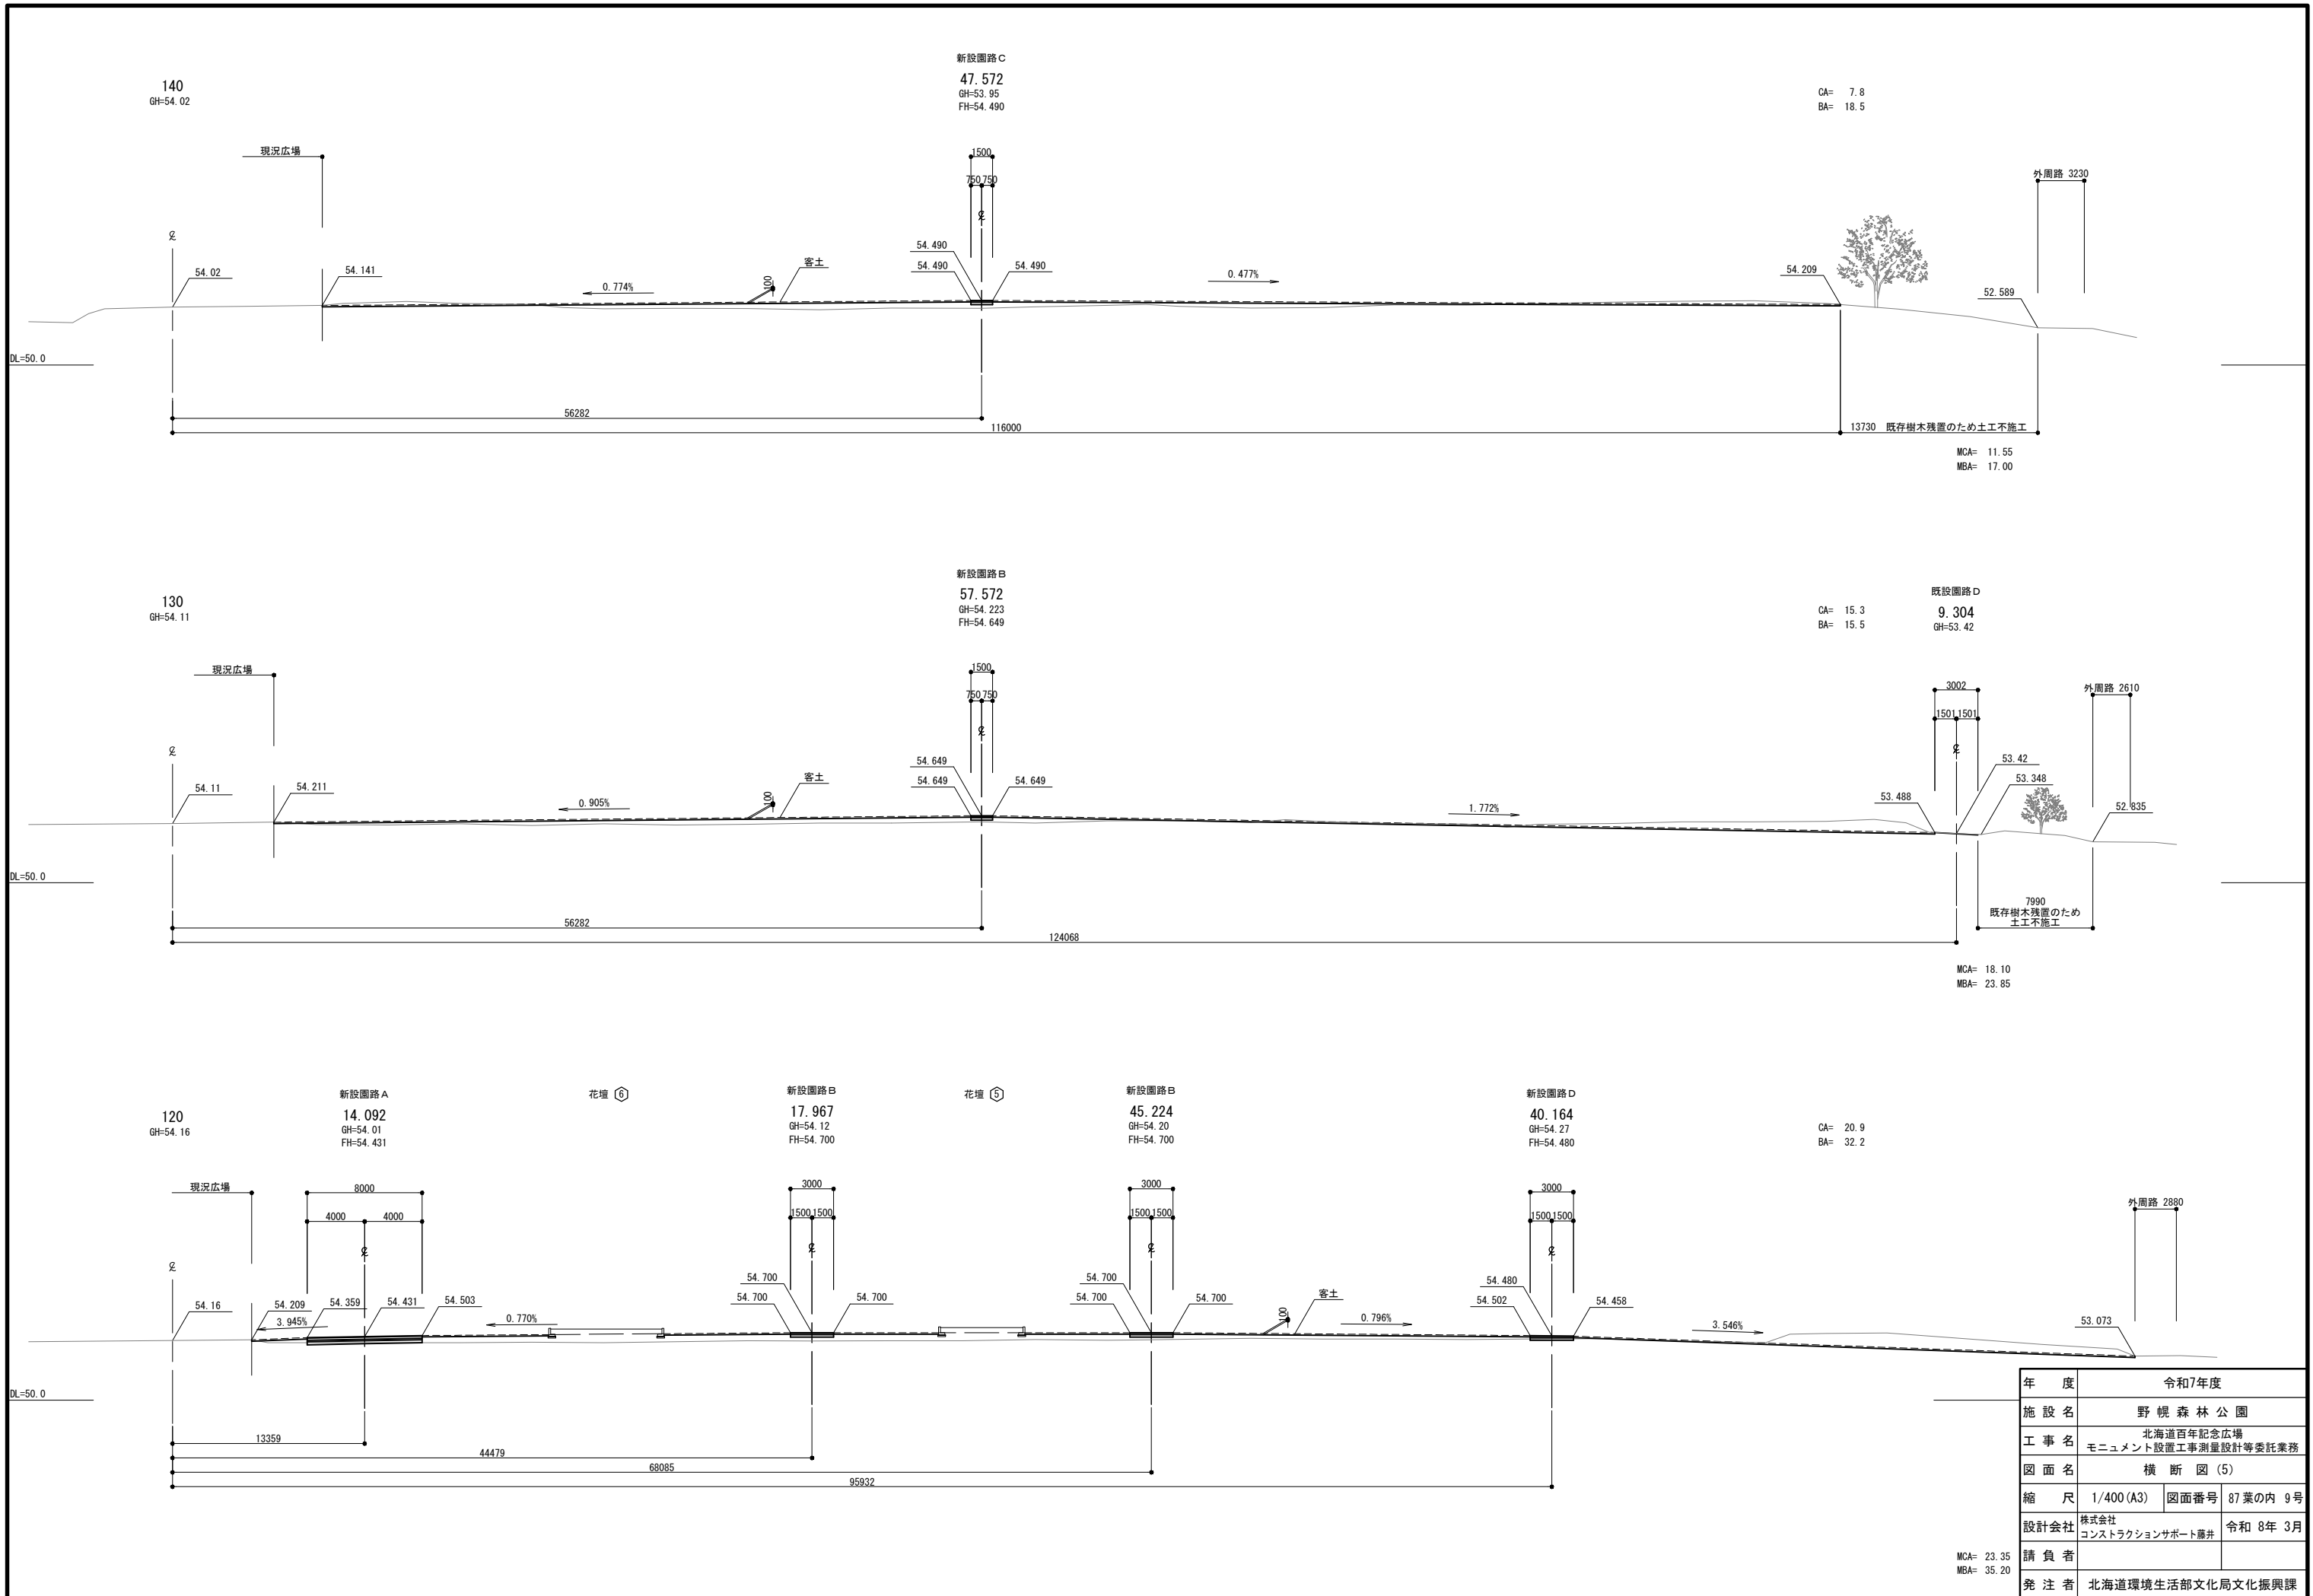 新設園路C
140
47.572
GH=54.02
GH=53.95
FH=54.490
CA= 7.8
BA= 18.5
現況広場
1500
750 750
外周路 3230
℄
℄
54.02
54.141
0.774%
100
客土
54.490
54.490
54.490
0.477%
54.209
52.589
DL=50.0
56282
116000
13730 既存樹木残置のため土工不施工
MCA= 11.55
MBA= 17.00
新設園路B
130
57.572
GH=54.11
GH=54.223
FH=54.649
CA= 15.3
BA= 15.5
既設園路D
9.304
GH=53.42
現況広場
1500
750 750
3002
1501 1501
外周路 2610
℄
℄
℄
54.11
54.211
0.905%
100
客土
54.649
54.649
54.649
1.772%
53.488
53.42
53.348
52.835
DL=50.0
56282
124068
7990
既存樹木残置のため
土工不施工
MCA= 18.10
MBA= 23.85
120
GH=54.16
新設園路A
14.092
GH=54.01
FH=54.431
花壇 6
新設園路B
17.967
GH=54.12
FH=54.700
花壇 5
新設園路B
45.224
GH=54.20
FH=54.700
新設園路D
40.164
GH=54.27
FH=54.480
CA= 20.9
BA= 32.2
現況広場
8000
4000 4000
3000
1500 1500
3000
1500 1500
3000
1500 1500
外周路 2880
℄
℄
℄
℄
℄
54.16
54.209
3.945%
54.359
54.431
54.503
0.770%
54.700
54.700
54.700
54.700
54.700
54.700
100
客土
0.796%
54.480
54.502
54.458
3.546%
53.073
DL=50.0
13359
44479
68085
95932
MCA= 23.35
MBA= 35.20
年度 令和7年度
施設名 野幌森林公園
工事名 北海道百年記念広場
モニュメント設置工事測量設計等委託業務
図面名 横断図(5)
縮尺 1/400(A3) 図面番号 87葉の内 9号
設計会社 株式会社
コンストラクションサポート藤井 令和 8年 3月
請負者
発注者 北海道環境生活部文化局文化振興課